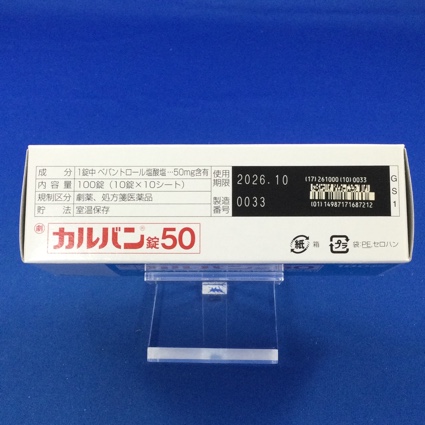 成分 1錠中 ベバントロール塩酸塩…50mg含有
内容量 100錠（10錠×10シート）
規制区分 劇薬、処方箋医薬品
貯法 室温保存
使用期限 2026.10
製造番号 0033
(17)261000(10)0033
(01)14987171687212
GS1
劇 カルバン錠50
紙 箱
プラ 袋:PE,セロハン